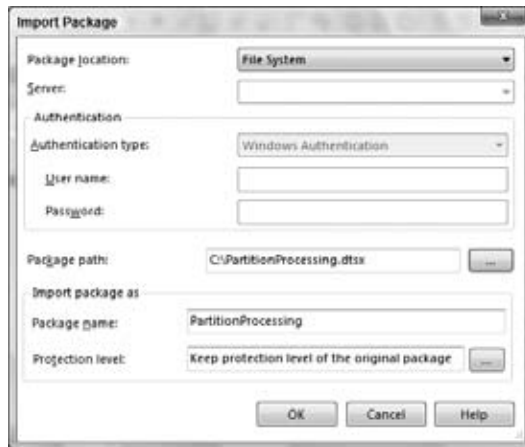 Import Package
Package location: File System
Server:
Authentication
Authentication type: Windows Authentication
User name:
Password:
Package path: C:\PartitionProcessing.dtsx ...
Import package as
Package name: PartitionProcessing
Protection level: Keep protection level of the original package ...
OK Cancel Help